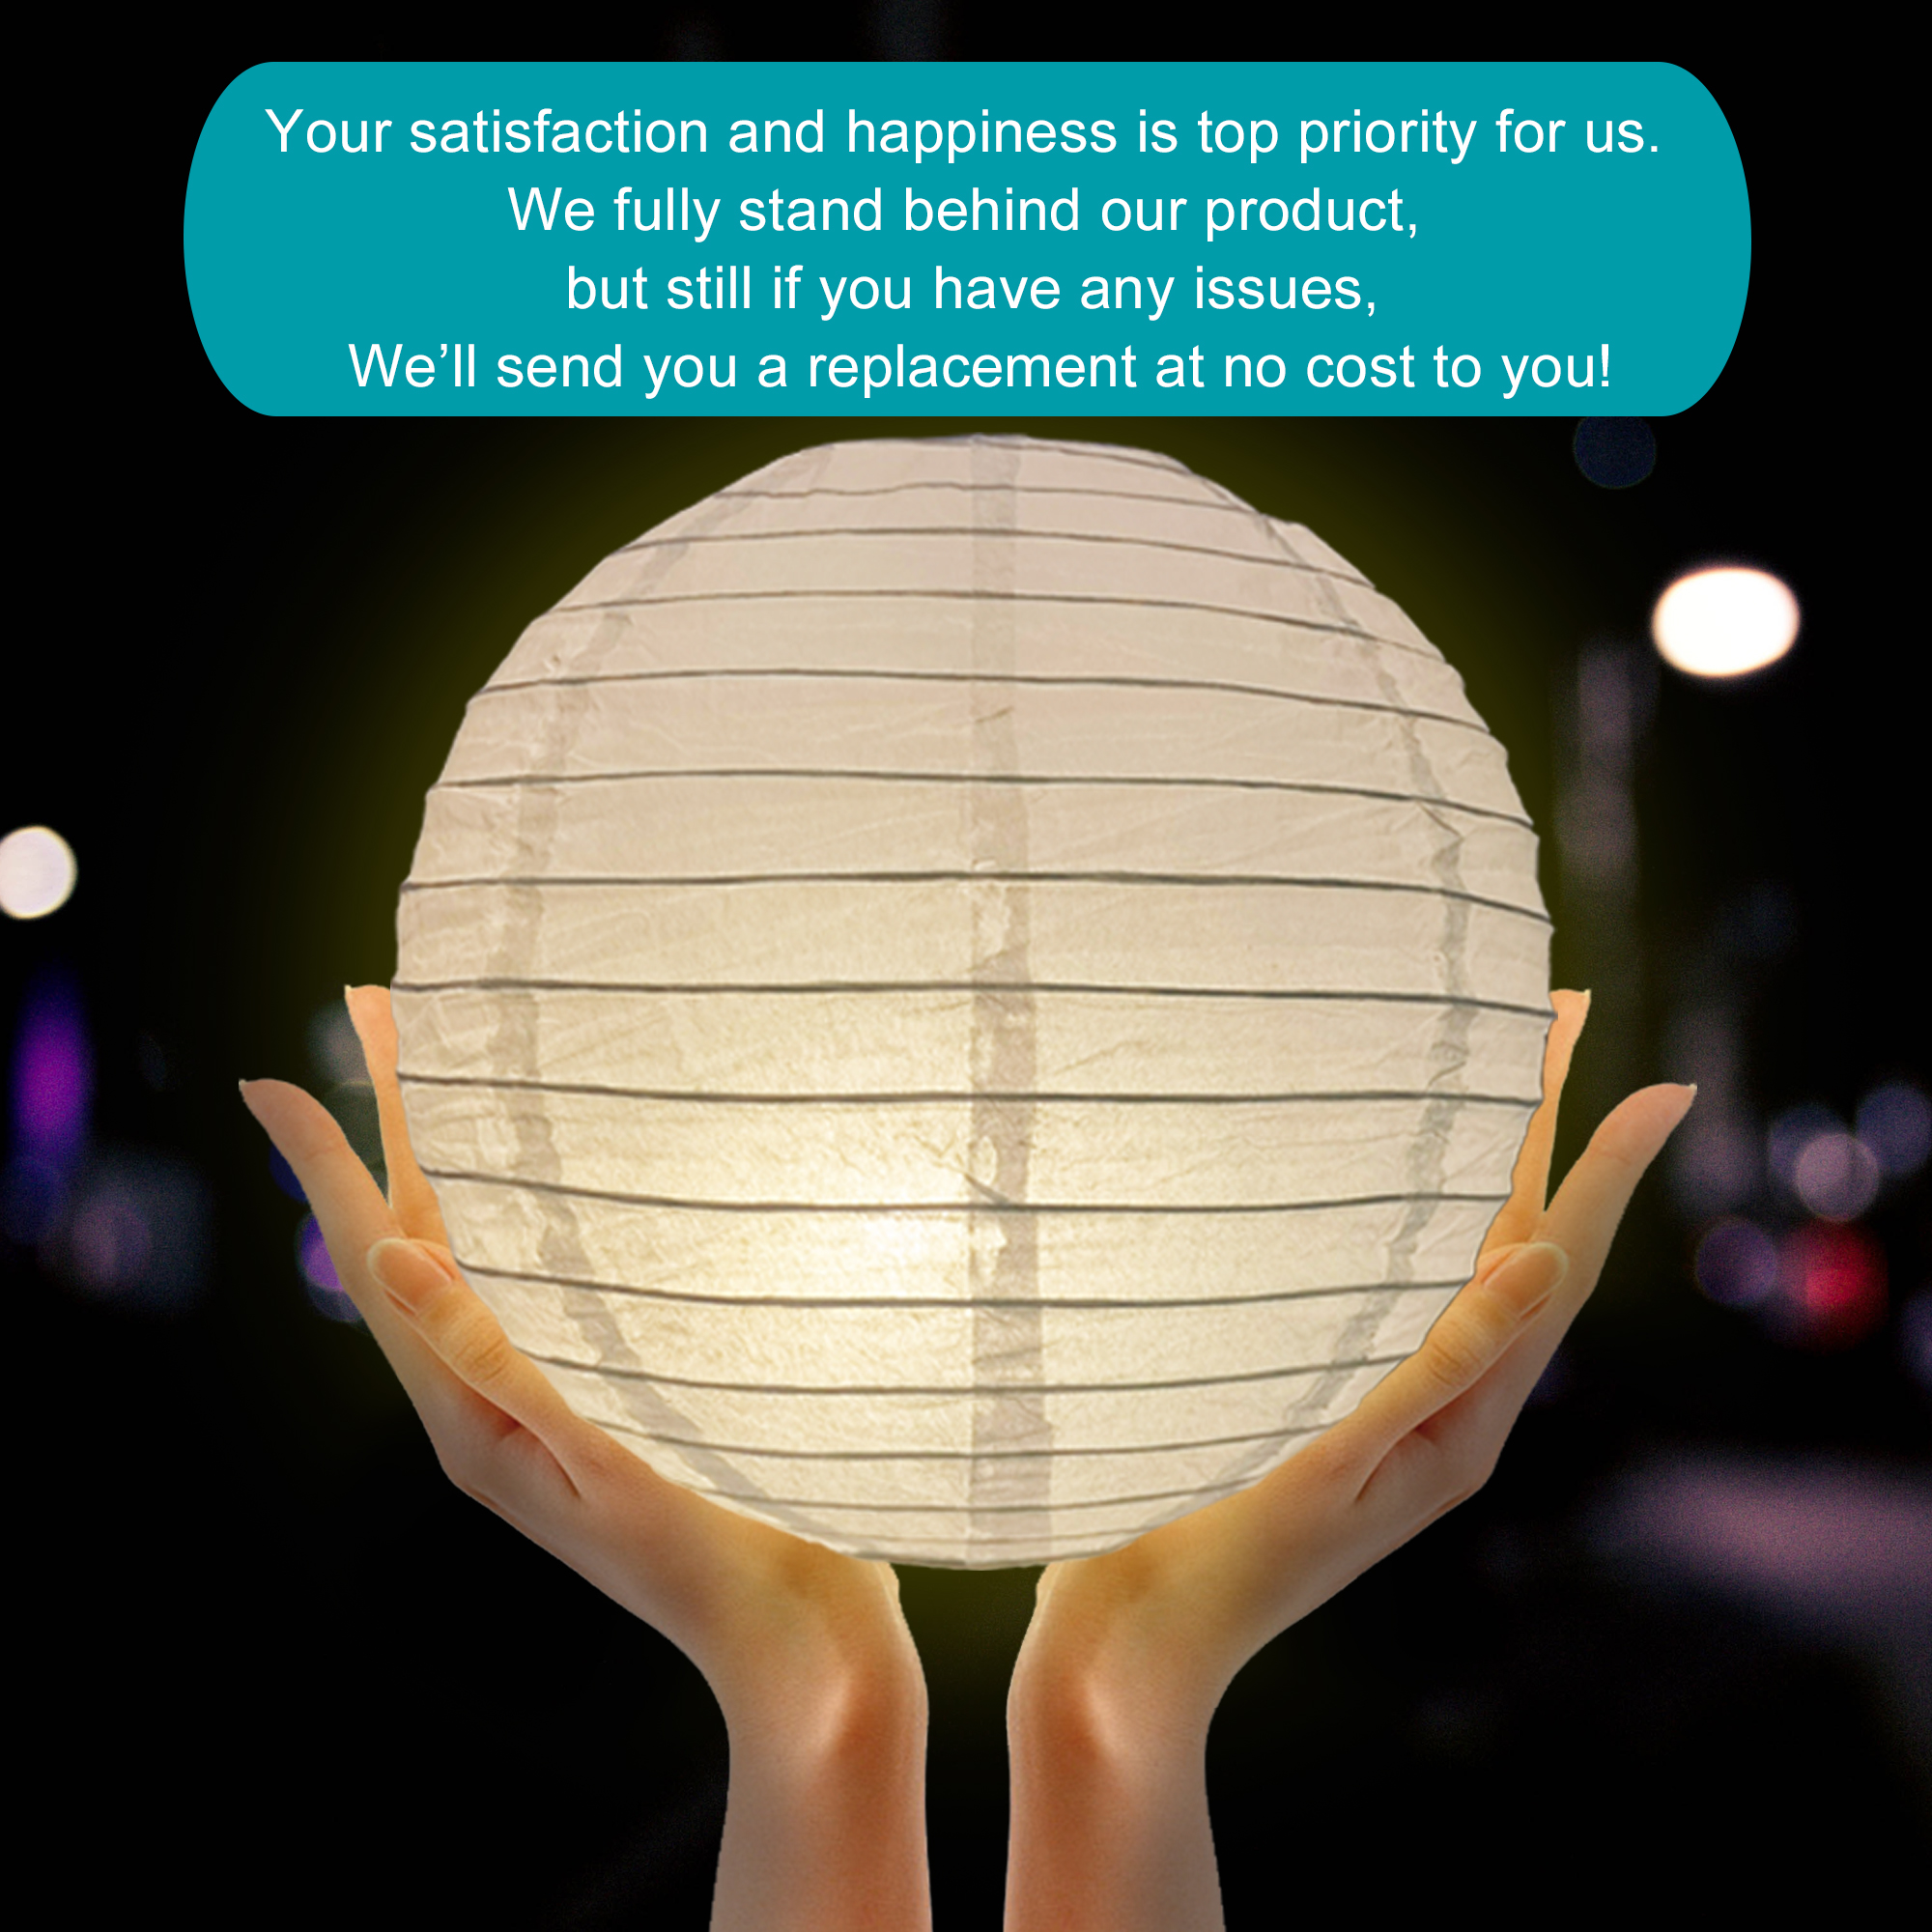 Your satisfaction and happiness is top priority for us.
We fully stand behind our product,
but still if you have any issues,
We’ll send you a replacement at no cost to you!